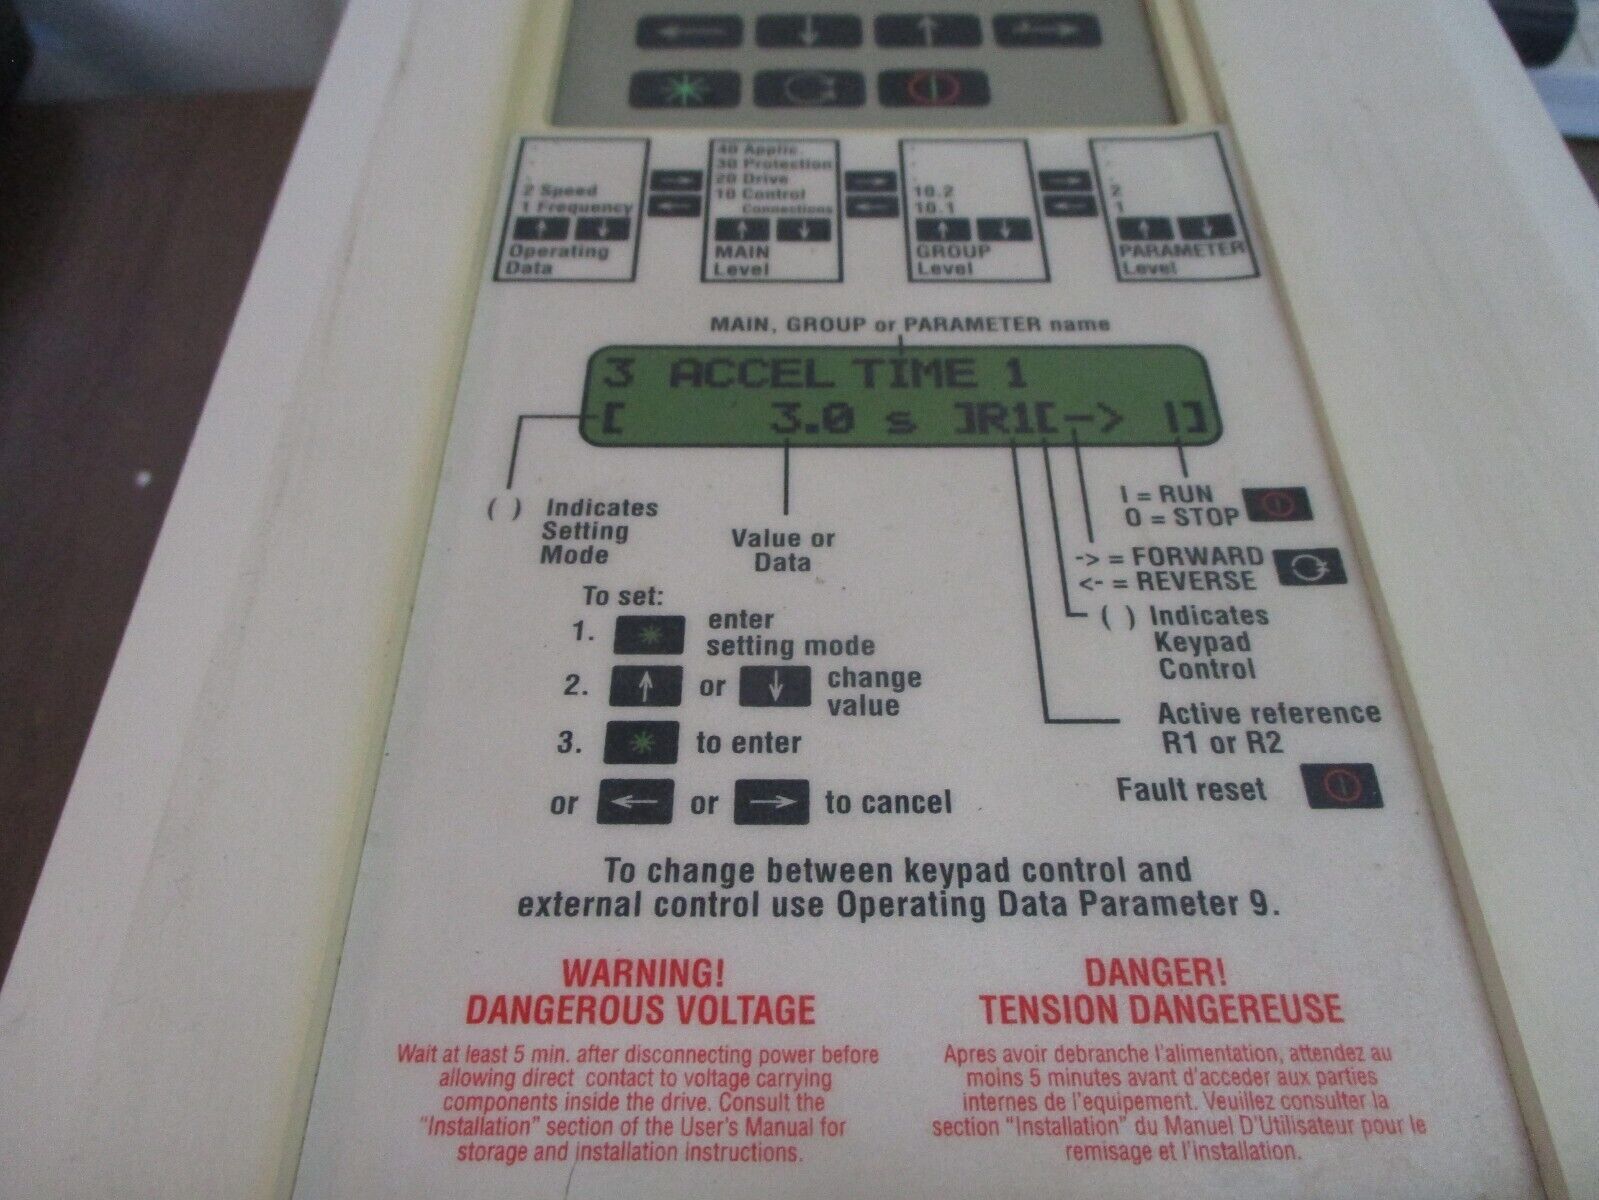 2 Speed
1 Frequency
Operating
Data
40 Applic.
30 Protection
20 Drive
10 Control
Connections
MAIN
Level
10.2
10.1
GROUP
Level
2
1
PARAMETER
Level
MAIN, GROUP or PARAMETER name
3 ACCEL TIME 1
[ 3.0 s ]R1[-> |]
( ) Indicates
Setting
Mode
Value or
Data
I = RUN
O = STOP
-> = FORWARD
<- = REVERSE
( ) Indicates
Keypad
Control
Active reference
R1 or R2
Fault reset
To set:
1. enter
setting mode
2. ↑ or ↓ change
value
3. to enter
or ← or → to cancel
To change between keypad control and
external control use Operating Data Parameter 9.
WARNING!
DANGEROUS VOLTAGE
Wait at least 5 min. after disconnecting power before
allowing direct contact to voltage carrying
components inside the drive. Consult the
"Installation" section of the User's Manual for
storage and installation instructions.
DANGER!
TENSION DANGEREUSE
Apres avoir debranche l'alimentation, attendez au
moins 5 minutes avant d'acceder aux parties
internes de l'equipement. Veuillez consulter la
section "Installation" du Manuel D'Utilisateur pour le
remisage et l'installation.